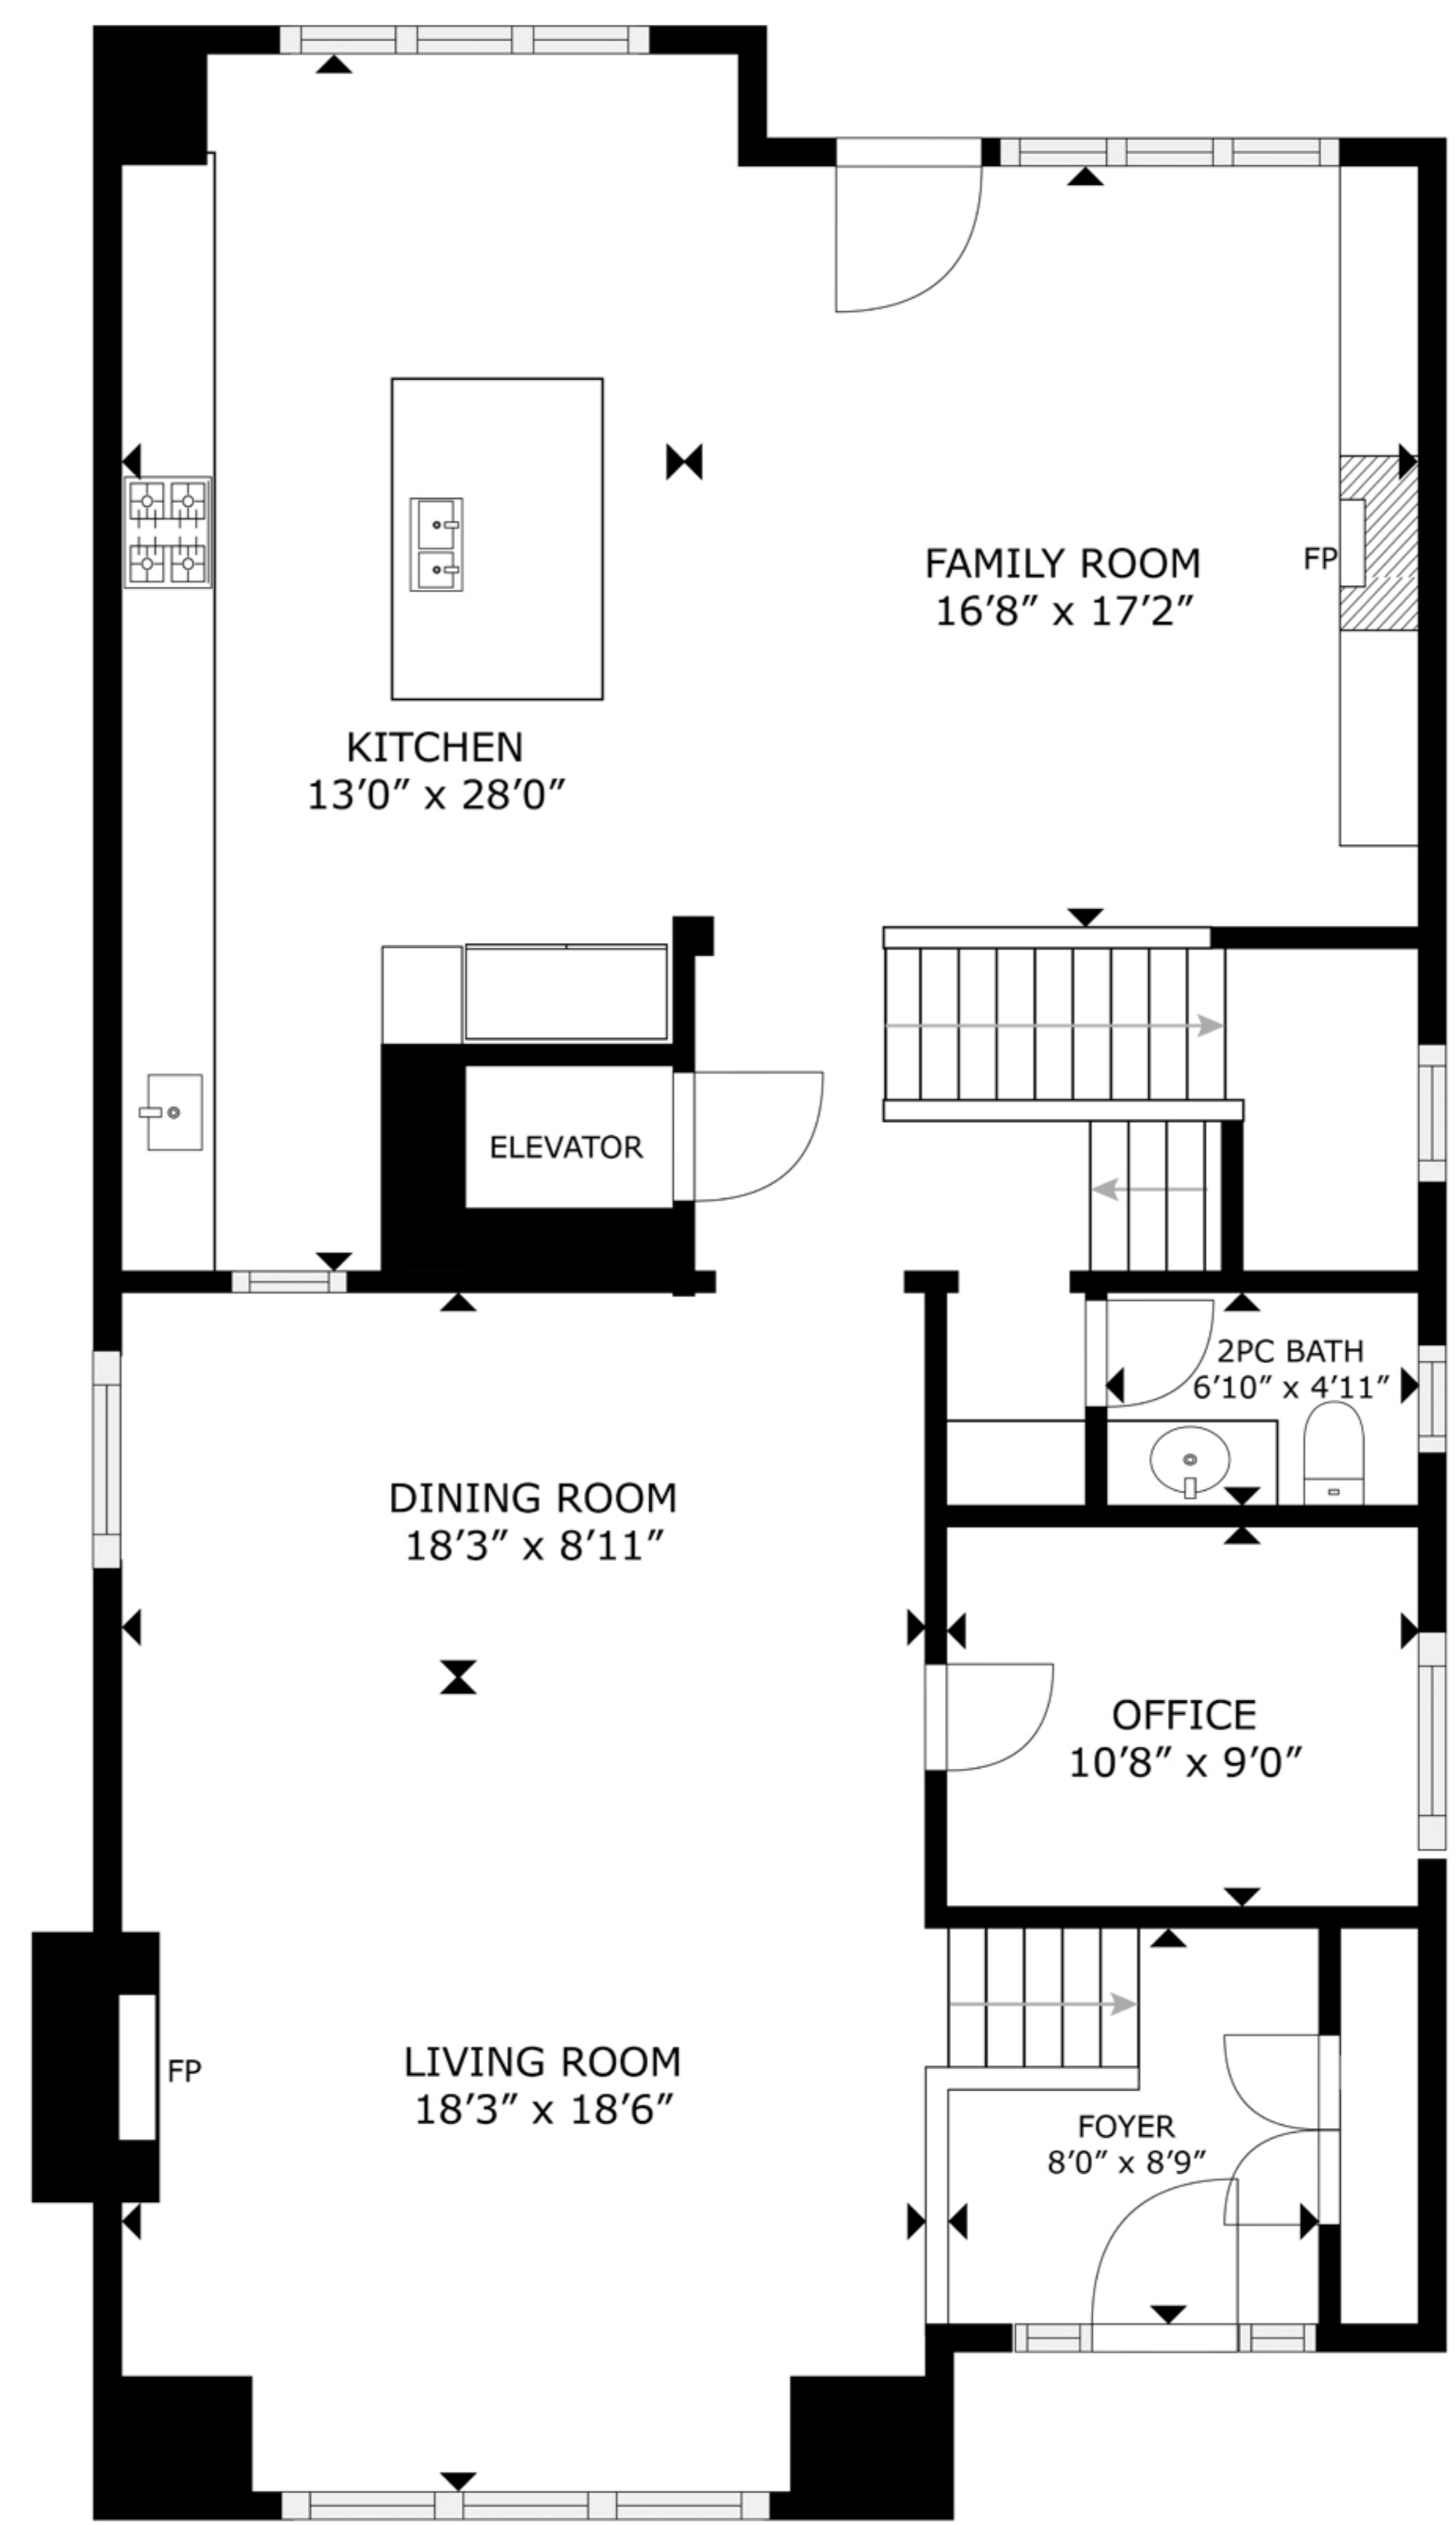 FAMILY ROOM
16′8″ x 17′2″
FP
KITCHEN
13′0″ x 28′0″
ELEVATOR
2PC BATH
6′10″ x 4′11″
DINING ROOM
18′3″ x 8′11″
OFFICE
10′8″ x 9′0″
LIVING ROOM
18′3″ x 18′6″
FP
FOYER
8′0″ x 8′9″